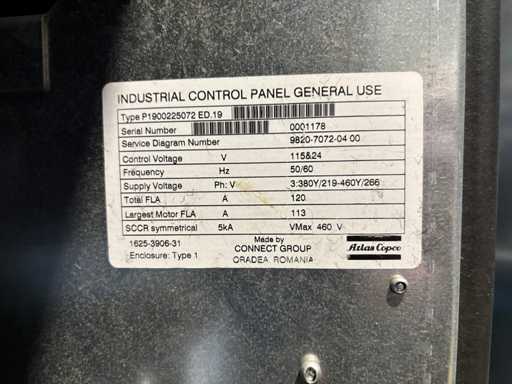 INDUSTRIAL CONTROL PANEL GENERAL USE
Type P1900225072 ED.19
Serial Number 0001178
Service Diagram Number 9820-7072-04 00
Control Voltage V 115&24
Frequency Hz 50/60
Supply Voltage Ph: V 3:380Y/219-460Y/266
Total FLA A 120
Largest Motor FLA A 113
SCCR symmetrical 5kA VMax 460 V
1625-3906-31 Made by
CONNECT GROUP Atlas Copco
Enclosure: Type 1 ORADEA, ROMANIA